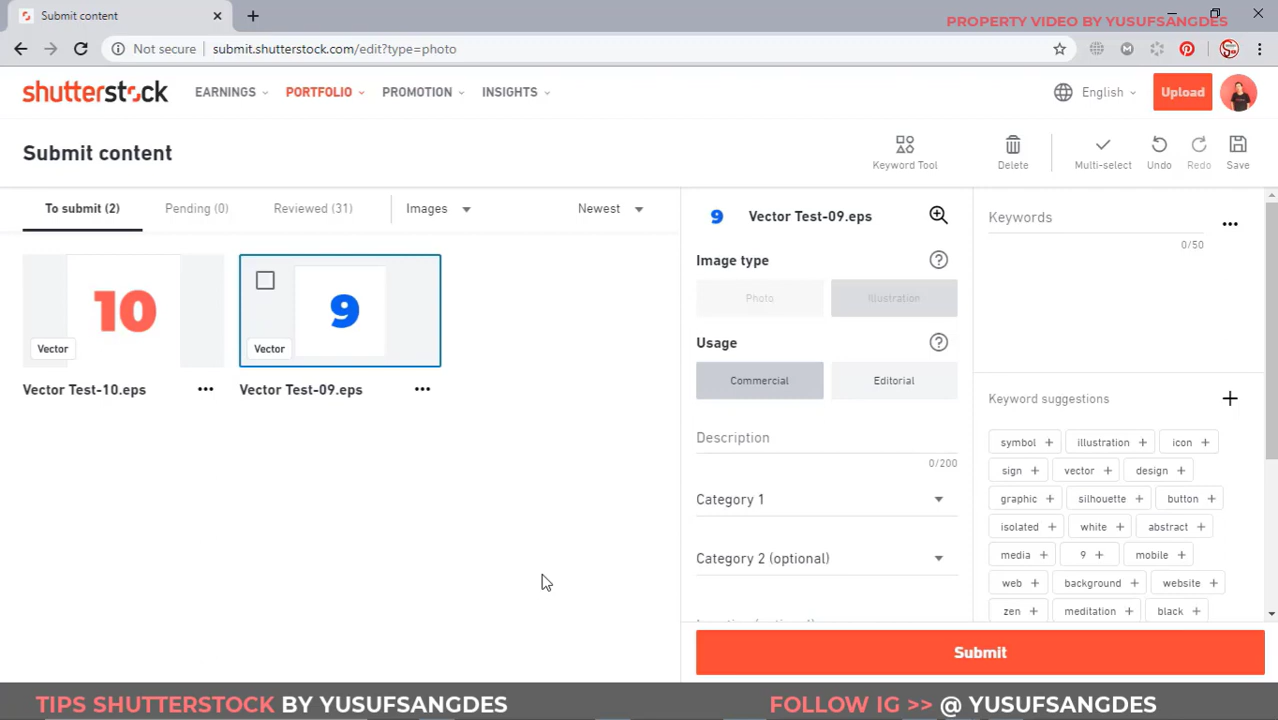 Submit content
PROPERTY VIDEO BY YUSUFSANGDES
Not secure submit.shutterstock.com/edit?type=photo
shutterstock EARNINGS PORTFOLIO PROMOTION INSIGHTS English Upload
Submit content
Keyword Tool Delete Multi-select Undo Redo Save
To submit (2) Pending (0) Reviewed (31) Images Newest
10
Vector
Vector Test-10.eps
9
Vector
Vector Test-09.eps
9 Vector Test-09.eps
Image type
Photo Illustration
Usage
Commercial Editorial
Description
0/200
Category 1
Category 2 (optional)
Keywords
0/50
Keyword suggestions
symbol + illustration + icon +
sign + vector + design +
graphic + silhouette + button +
isolated + white + abstract +
media + 9 + mobile +
web + background + website +
zen + meditation + black +
Submit
TIPS SHUTTERSTOCK BY YUSUFSANGDES
FOLLOW IG >> @ YUSUFSANGDES